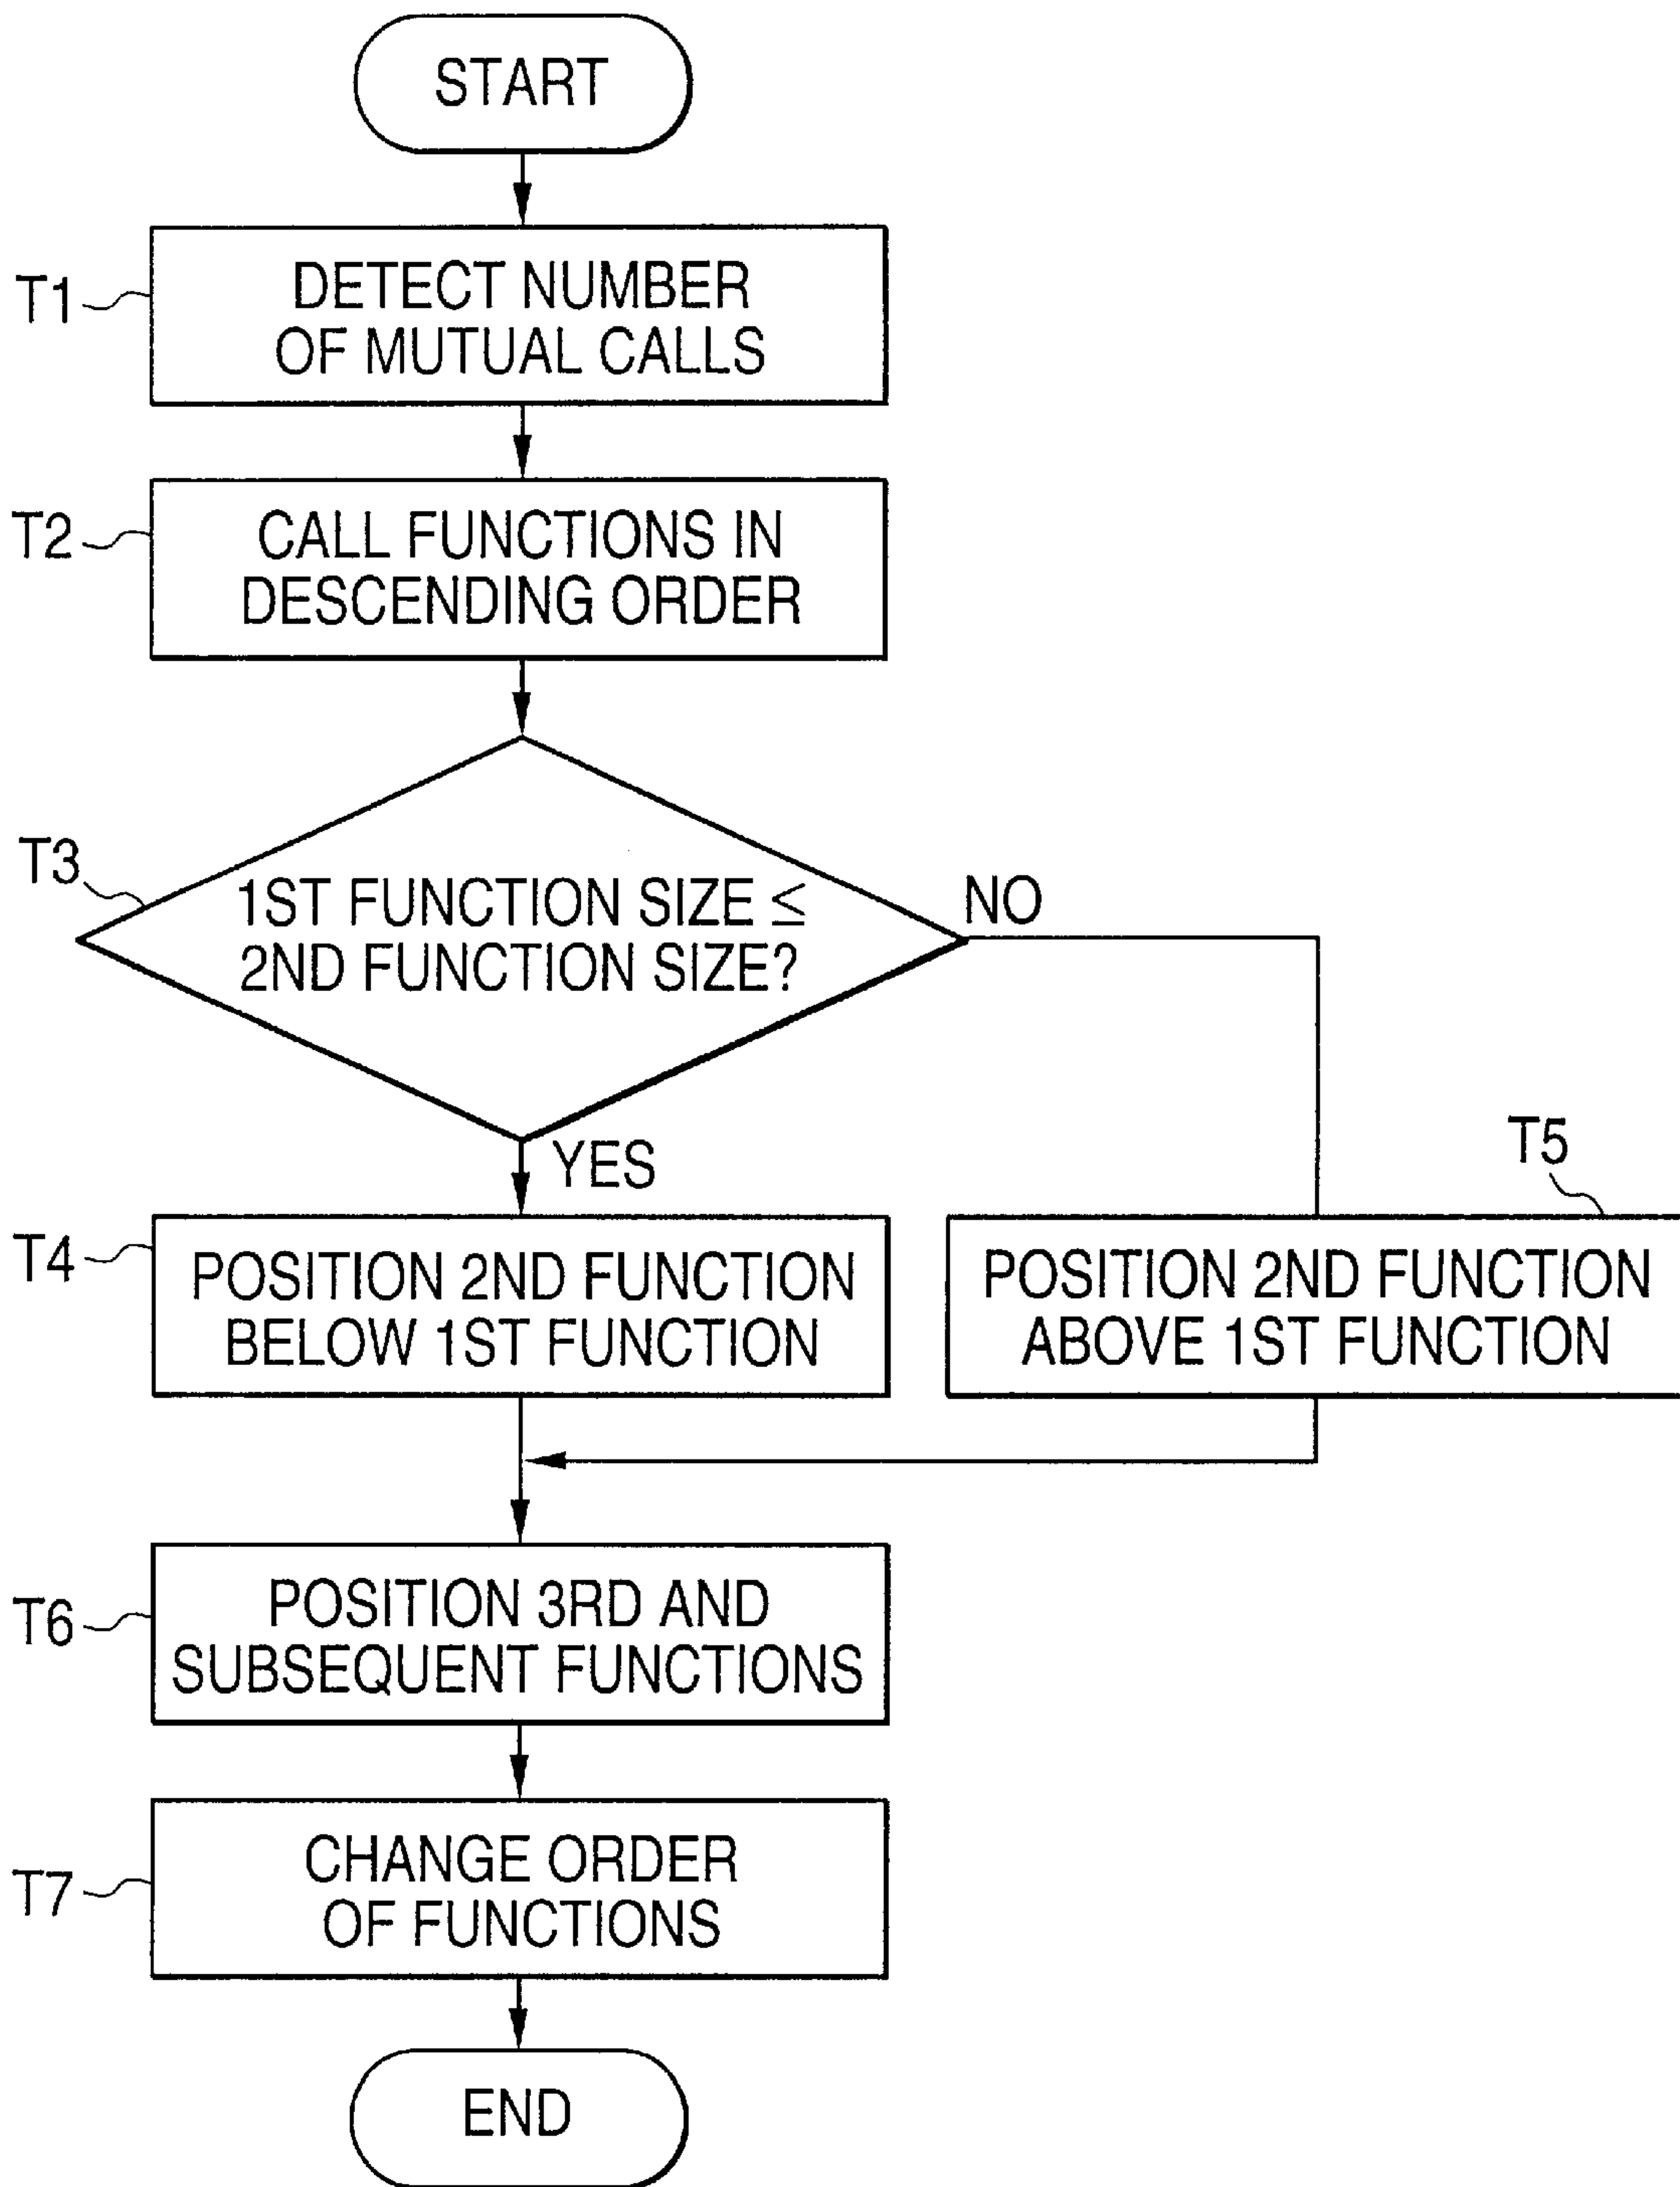 START
T1
DETECT NUMBER
OF MUTUAL CALLS
T2
CALL FUNCTIONS IN
DESCENDING ORDER
T3
1ST FUNCTION SIZE ≤
2ND FUNCTION SIZE?
NO
YES
T4
POSITION 2ND FUNCTION
BELOW 1ST FUNCTION
T5
POSITION 2ND FUNCTION
ABOVE 1ST FUNCTION
T6
POSITION 3RD AND
SUBSEQUENT FUNCTIONS
T7
CHANGE ORDER
OF FUNCTIONS
END